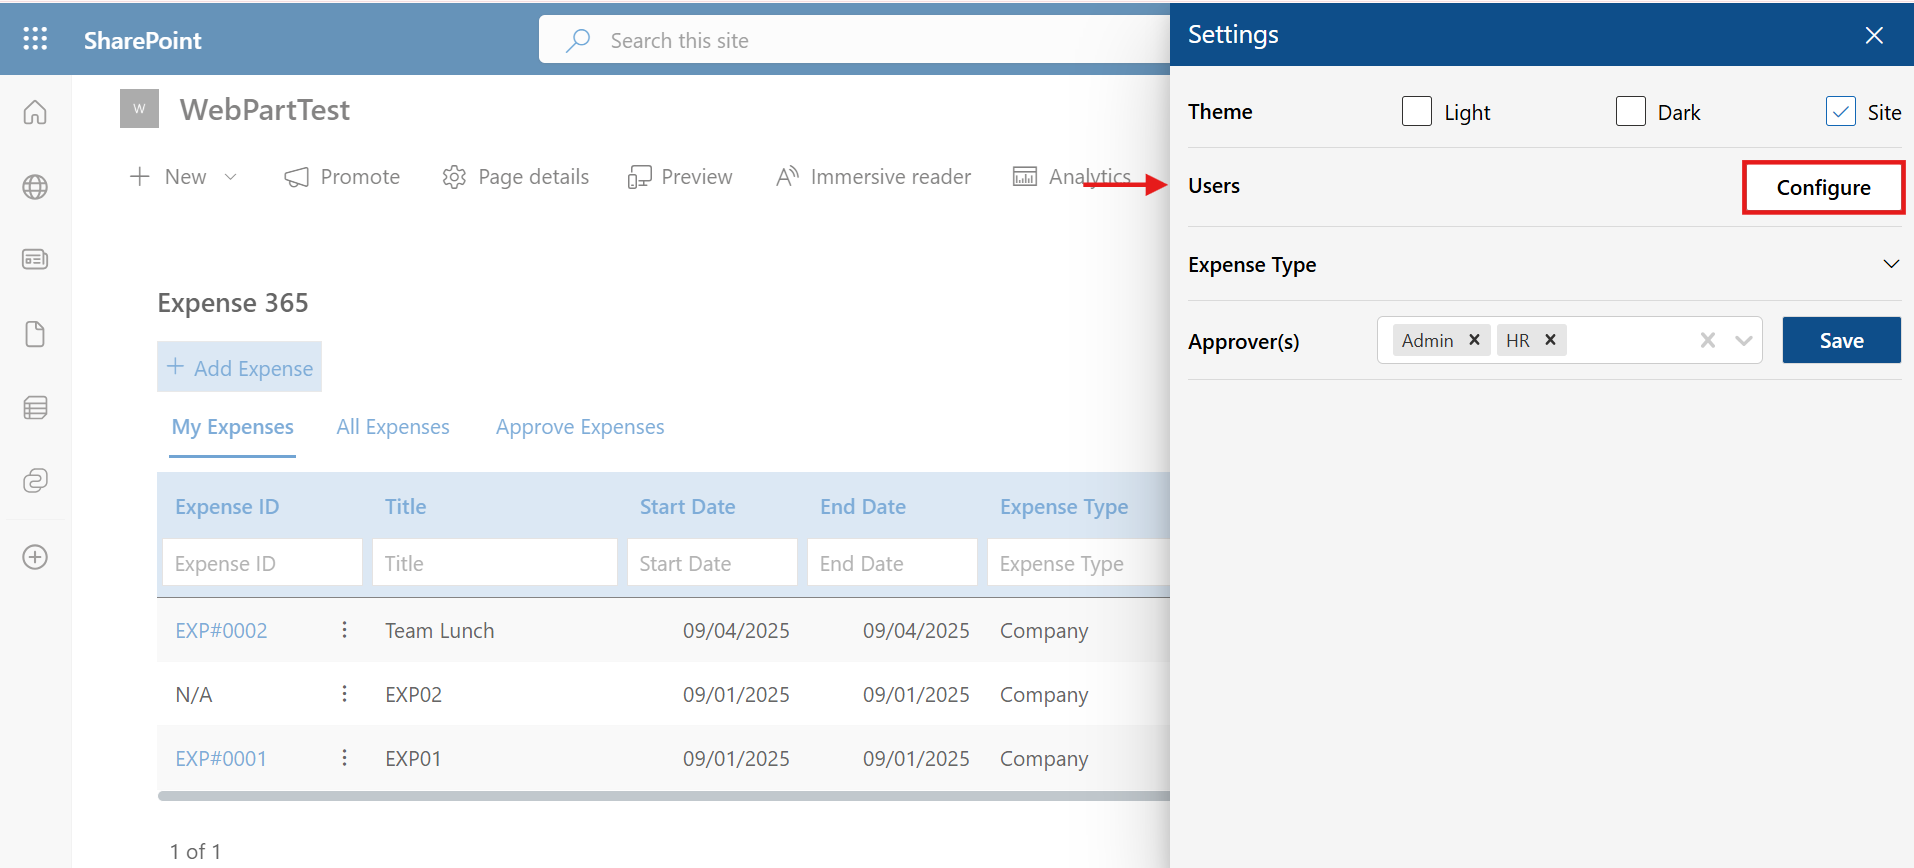 SharePoint
Search this site
Settings
W
WebPartTest
Theme
Light
Dark
Site
New
Promote
Page details
Preview
Immersive reader
Analytics
Users
Configure
Expense Type
Expense 365
Approver(s)
Admin
HR
Save
Add Expense
My Expenses
All Expenses
Approve Expenses
Expense ID Title Start Date End Date Expense Type
Expense ID Title Start Date End Date Expense Type
EXP#0002 Team Lunch 09/04/2025 09/04/2025 Company
N/A EXP02 09/01/2025 09/01/2025 Company
EXP#0001 EXP01 09/01/2025 09/01/2025 Company
1 of 1